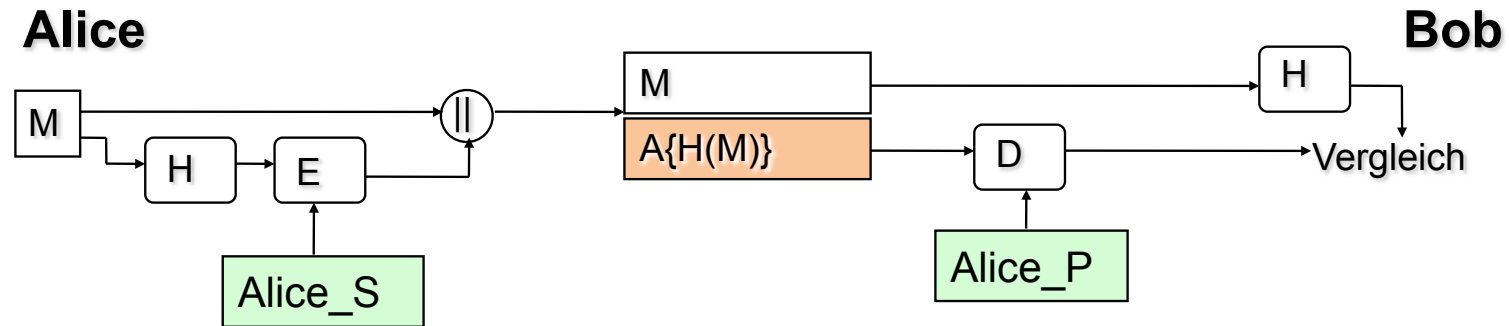 Alice
Bob
M
||
M
H
H
E
A{H(M)}
D
Vergleich
Alice_S
Alice_P